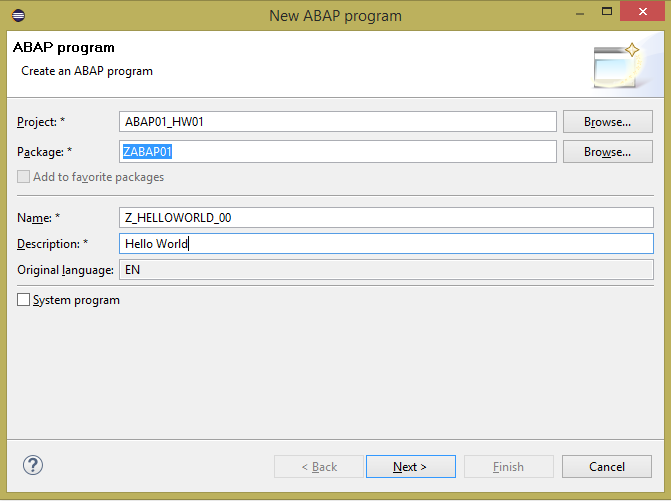 New ABAP program
ABAP program
Create an ABAP program
Project: * ABAP01_HW01 Browse...
Package: * ZABAP01 Browse...
Add to favorite packages
Name: * Z_HELLOWORLD_00
Description: * Hello World
Original language: EN
System program
? < Back Next > Finish Cancel